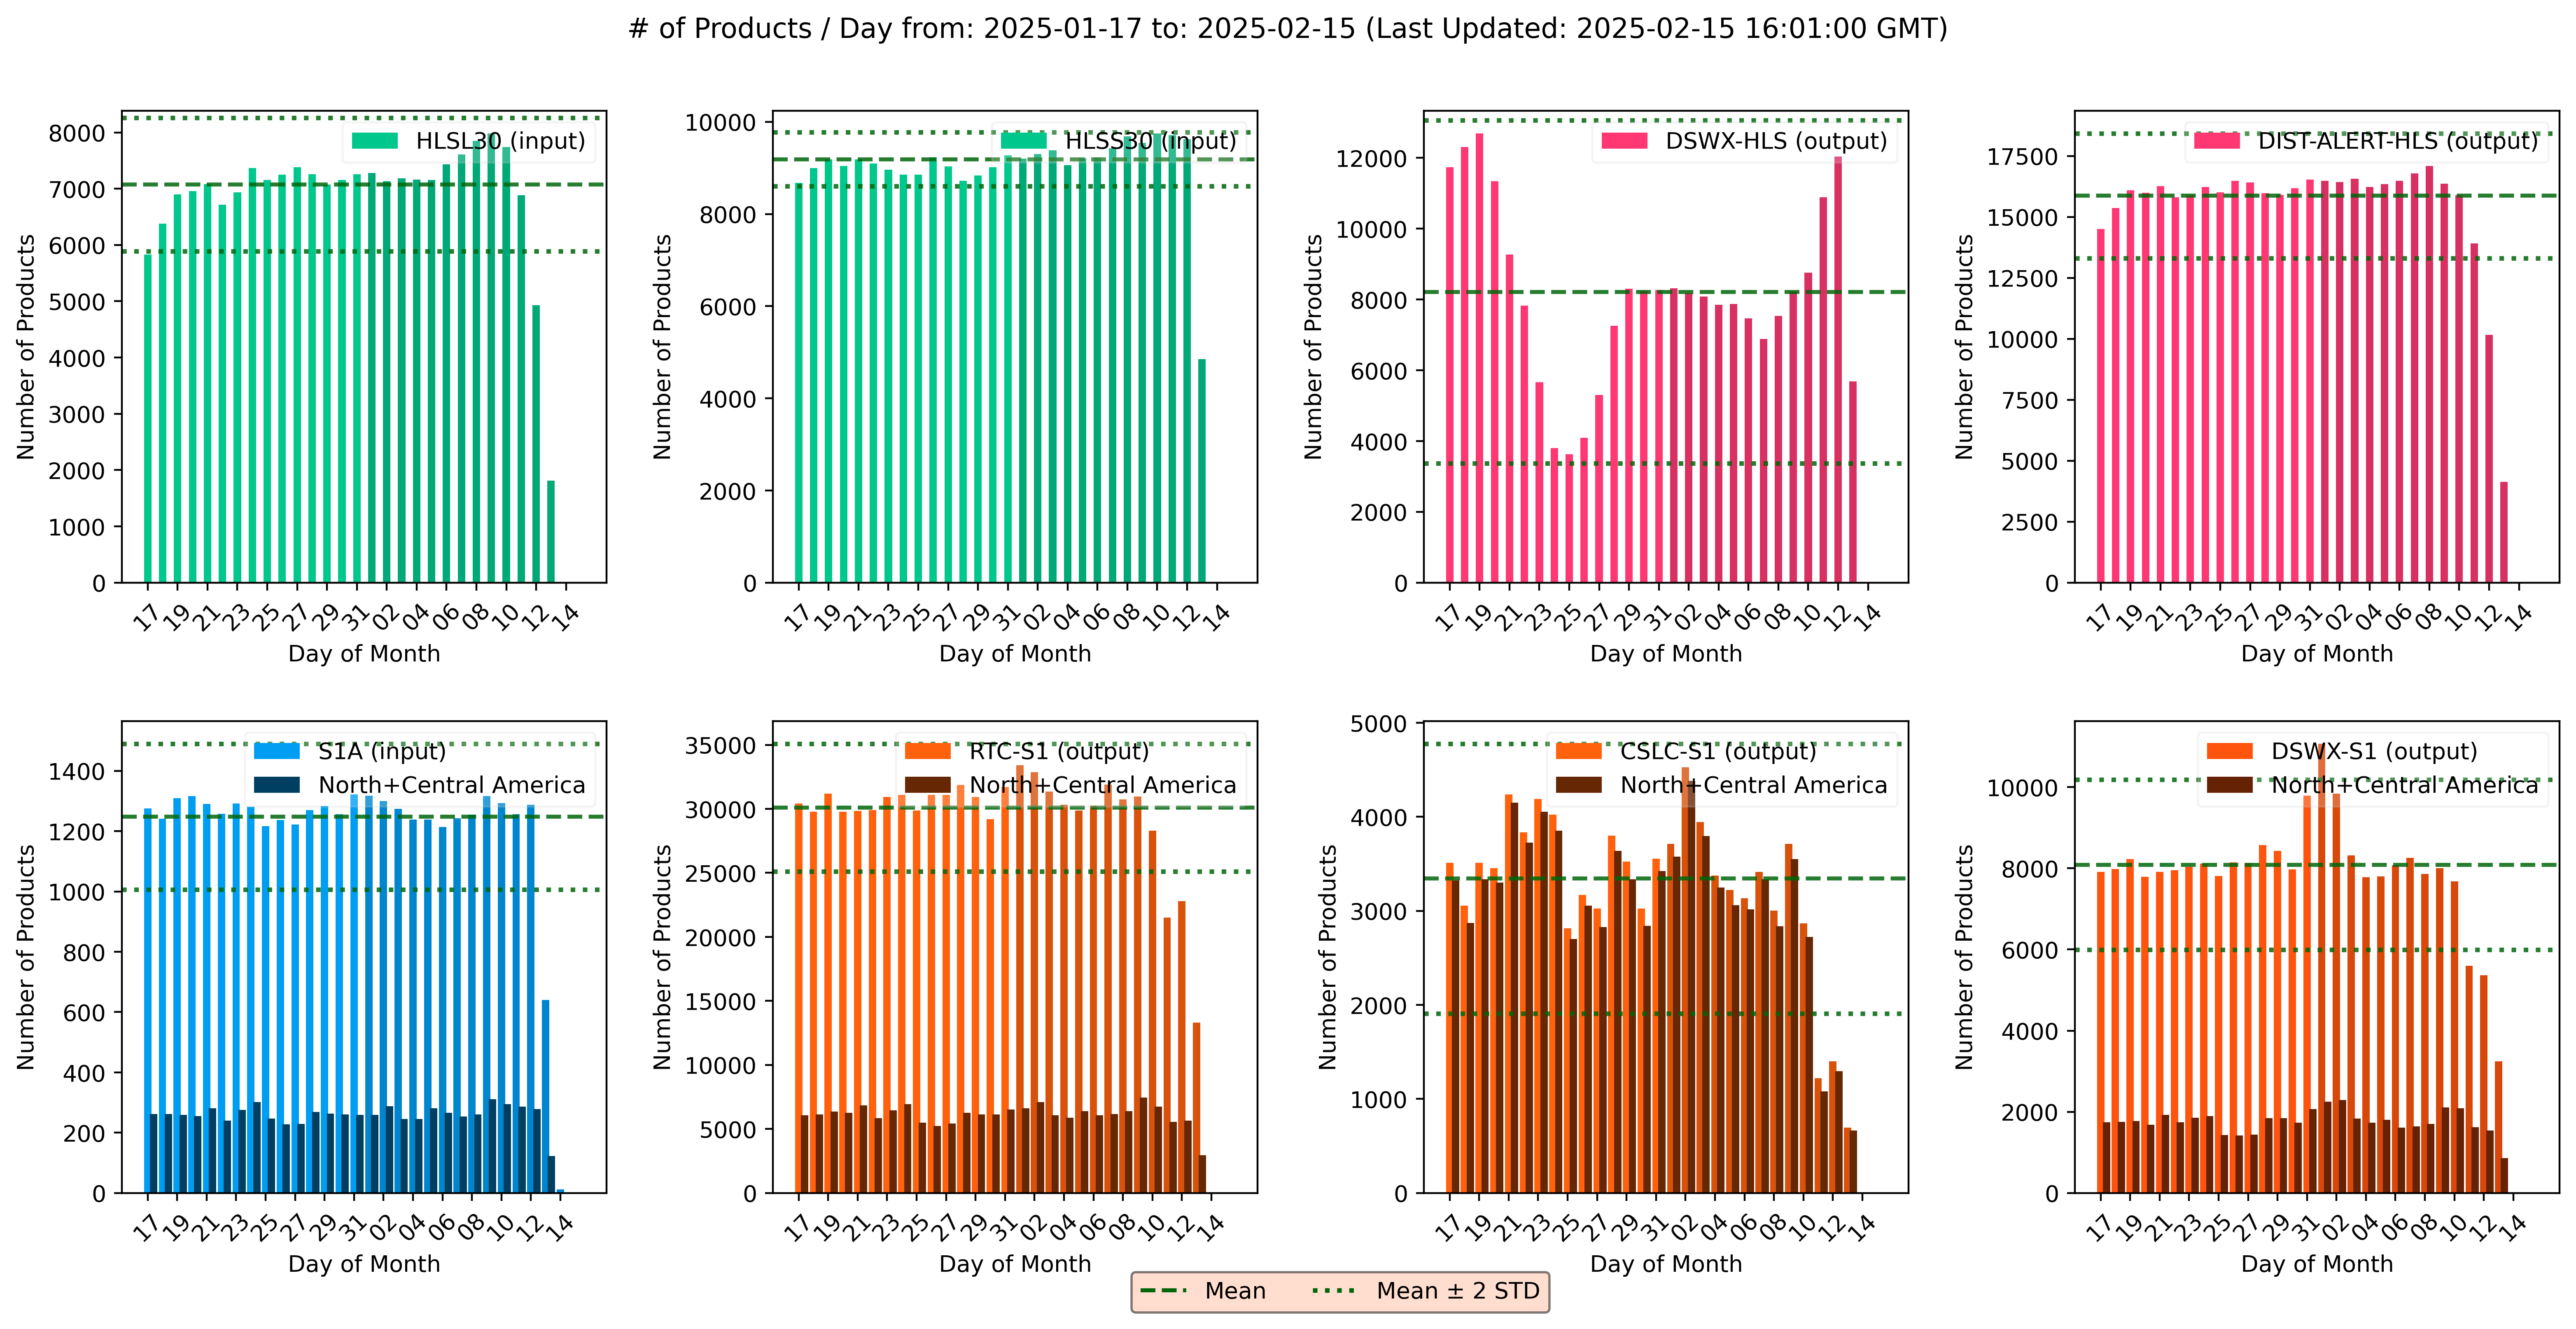 # of Products / Day from: 2025-01-17 to: 2025-02-15 (Last Updated: 2025-02-15 16:01:00 GMT)
Number of Products
8000
7000
6000
5000
4000
3000
2000
1000
0
HLSL30 (input)
17 19 21 23 25 27 29 31 02 04 06 08 10 12 14
Day of Month
Number of Products
10000
8000
6000
4000
2000
0
HLSS30 (input)
17 19 21 23 25 27 29 31 02 04 06 08 10 12 14
Day of Month
Number of Products
12000
10000
8000
6000
4000
2000
0
DSWX-HLS (output)
17 19 21 23 25 27 29 31 02 04 06 08 10 12 14
Day of Month
Number of Products
17500
15000
12500
10000
7500
5000
2500
0
DIST-ALERT-HLS (output)
17 19 21 23 25 27 29 31 02 04 06 08 10 12 14
Day of Month
Number of Products
1400
1200
1000
800
600
400
200
0
S1A (input)
North+Central America
17 19 21 23 25 27 29 31 02 04 06 08 10 12 14
Day of Month
Number of Products
35000
30000
25000
20000
15000
10000
5000
0
RTC-S1 (output)
North+Central America
17 19 21 23 25 27 29 31 02 04 06 08 10 12 14
Day of Month
Number of Products
5000
4000
3000
2000
1000
0
CSLC-S1 (output)
North+Central America
17 19 21 23 25 27 29 31 02 04 06 08 10 12 14
Day of Month
Number of Products
10000
8000
6000
4000
2000
0
DSWX-S1 (output)
North+Central America
17 19 21 23 25 27 29 31 02 04 06 08 10 12 14
Day of Month
Mean
Mean ± 2 STD